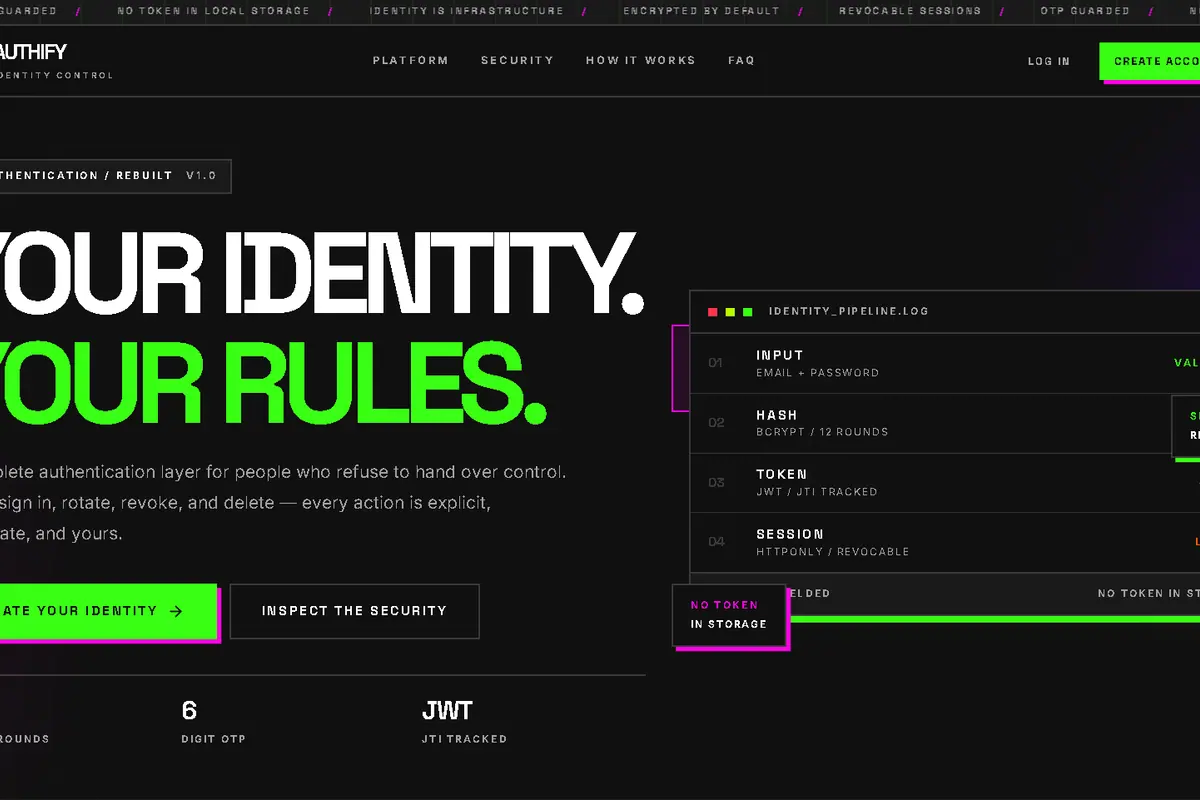 GUARDED / NO TOKEN IN LOCAL STORAGE / IDENTITY IS INFRASTRUCTURE / ENCRYPTED BY DEFAULT / REVOCABLE SESSIONS / OTP GUARDED /
AUTHIFY
IDENTITY CONTROL
PLATFORM SECURITY HOW IT WORKS FAQ
LOG IN
CREATE ACCO
THENTICATION / REBUILT V1.0
YOUR IDENTITY.
YOUR RULES.
plete authentication layer for people who refuse to hand over control.
sign in, rotate, revoke, and delete — every action is explicit,
ate, and yours.
ATE YOUR IDENTITY →
INSPECT THE SECURITY
ROUNDS
6
DIGIT OTP
JWT
JTI TRACKED
IDENTITY_PIPELINE.LOG
01 INPUT
EMAIL + PASSWORD
VAL
02 HASH
BCRYPT / 12 ROUNDS
03 TOKEN
JWT / JTI TRACKED
04 SESSION
HTTPONLY / REVOCABLE
ELDED
NO TOKEN IN ST
NO TOKEN
IN STORAGE